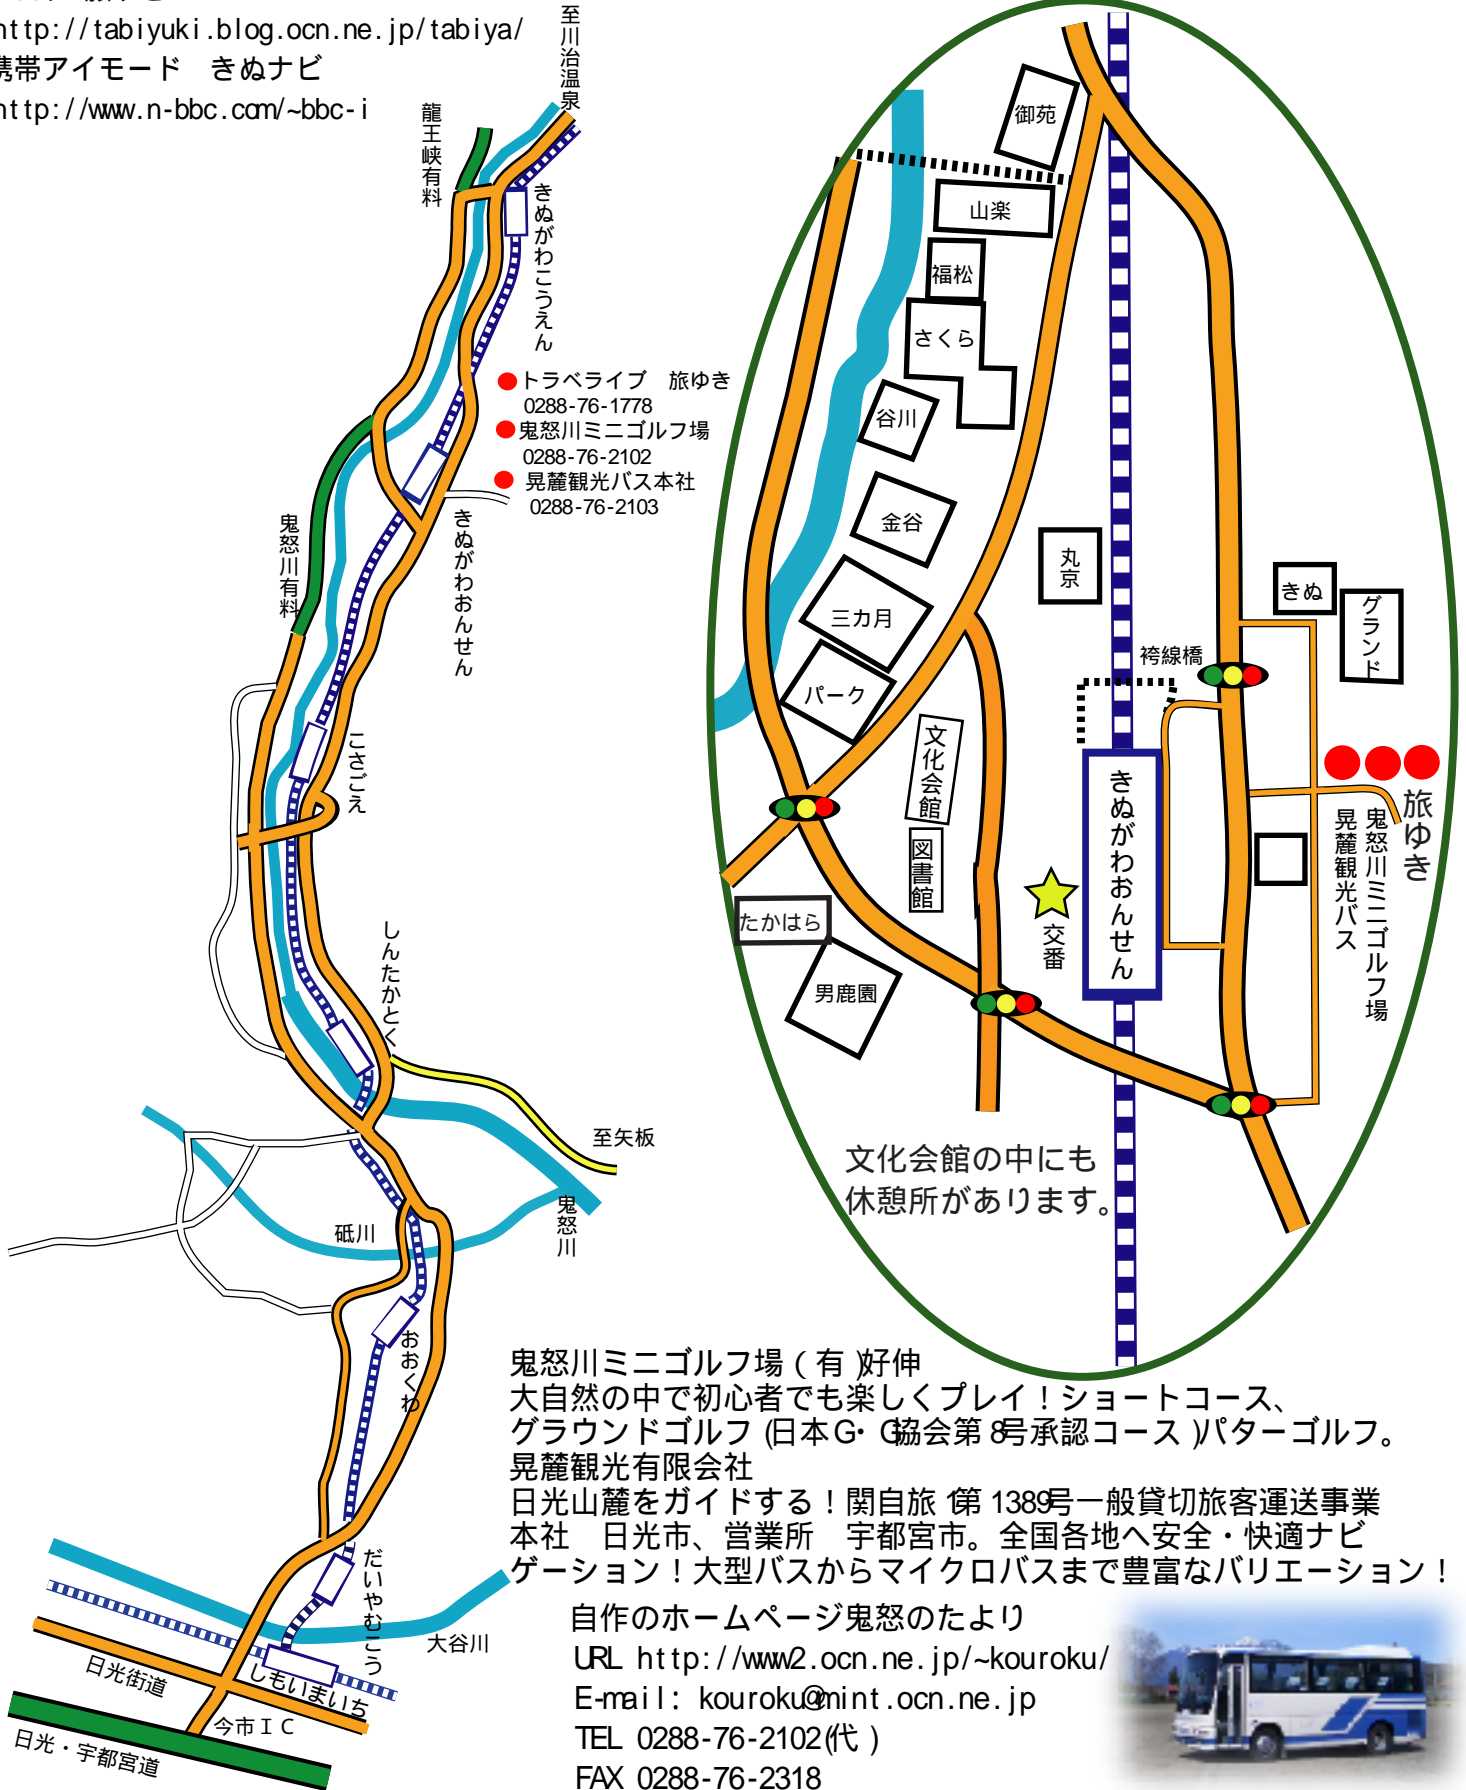 http://tabiyuki.blog.ocn.ne.jp/tabiya/
携帯アイモード　きぬナビ
http://www.n-bbc.com/~bbc-i
至川治温泉
龍王峡有料
きぬがわこうえん
トラベライブ　旅ゆき
0288-76-1778
鬼怒川ミニゴルフ場
0288-76-2102
晃麓観光バス本社
0288-76-2103
鬼怒川有料
きぬがわおんせん
こさごえ
しんたかとく
至矢板
鬼怒川
砥川
おおくわ
だいやむこう
大谷川
しもいまいち
日光街道
今市ＩＣ
日光・宇都宮道
御苑
山楽
福松
さくら
谷川
金谷
三カ月
パーク
丸京
きぬ
グランド
袴線橋
文化会館
図書館
たかはら
男鹿園
交番
きぬがわおんせん
旅ゆき
鬼怒川ミニゴルフ場
晃麓観光バス
文化会館の中にも
休憩所があります。
鬼怒川ミニゴルフ場（有）好伸
大自然の中で初心者でも楽しくプレイ！ショートコース、
グラウンドゴルフ(日本G・G協会第8号承認コース)パターゴルフ。
晃麓観光有限会社
日光山麓をガイドする！関自旅1第1389号一般貸切旅客運送事業
本社　日光市、営業所　宇都宮市。全国各地へ安全・快適ナビ
ゲーション！大型バスからマイクロバスまで豊富なバリエーション！
自作のホームページ鬼怒のたより
URL http://www2.ocn.ne.jp/~kouroku/
E-mail: kouroku@mint.ocn.ne.jp
TEL 0288-76-2102(代)
FAX 0288-76-2318